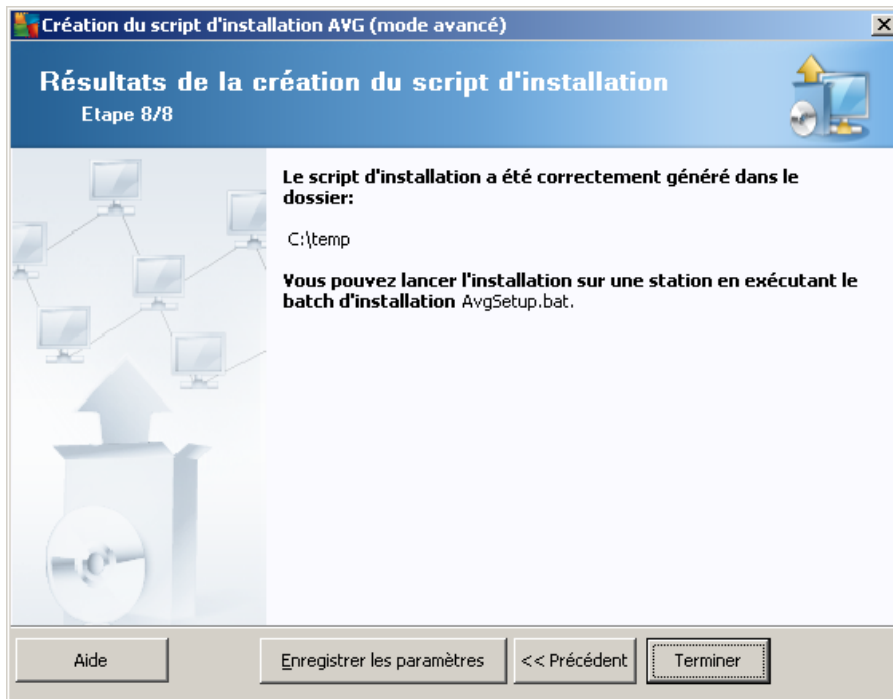 Création du script d'installation AVG (mode avancé)
Résultats de la création du script d'installation
Etape 8/8
Le script d'installation a été correctement généré dans le
dossier:
C:\temp
Vous pouvez lancer l'installation sur une station en exécutant le
batch d'installation AvgSetup.bat.
Aide
Enregistrer les paramètres
<< Précédent
Terminer